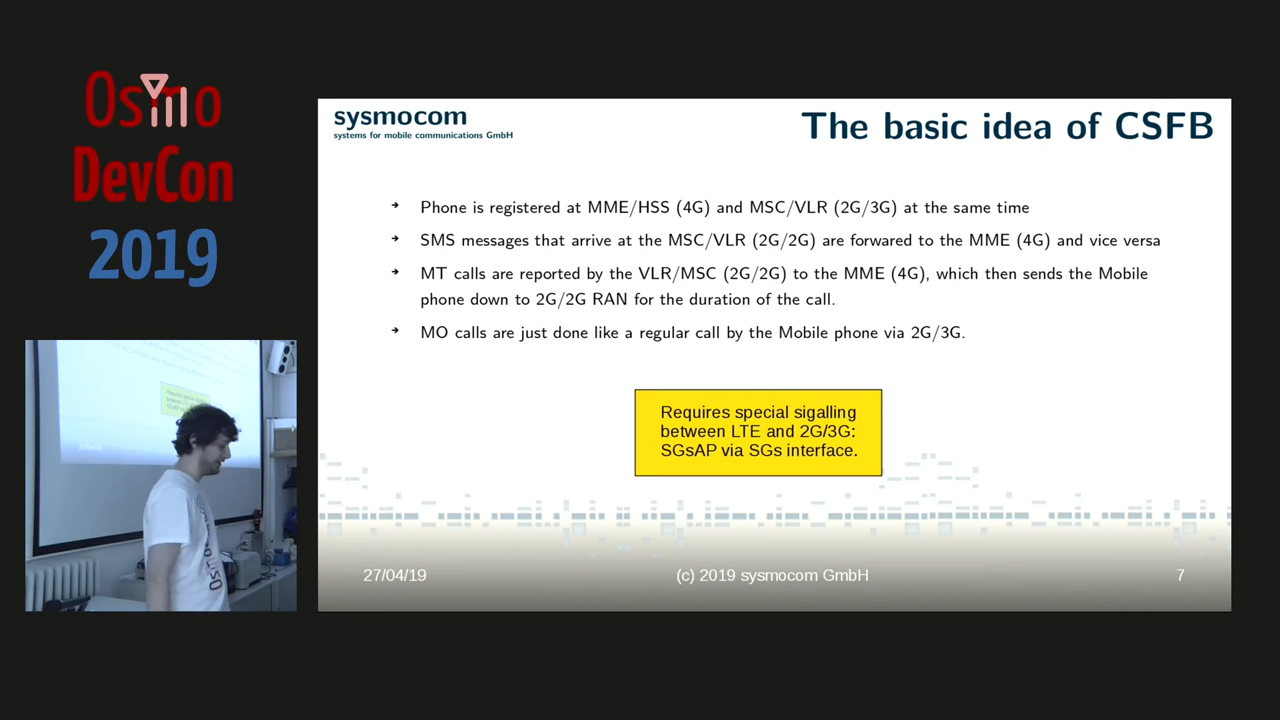 Osmo
DevCon
2019
sysmocom
systems for mobile communications GmbH
The basic idea of CSFB
Phone is registered at MME/HSS (4G) and MSC/VLR (2G/3G) at the same time
SMS messages that arrive at the MSC/VLR (2G/2G) are forwared to the MME (4G) and vice versa
MT calls are reported by the VLR/MSC (2G/2G) to the MME (4G), which then sends the Mobile
phone down to 2G/2G RAN for the duration of the call.
MO calls are just done like a regular call by the Mobile phone via 2G/3G.
Requires special sigalling
between LTE and 2G/3G:
SGsAP via SGs interface.
27/04/19
(c) 2019 sysmocom GmbH
7